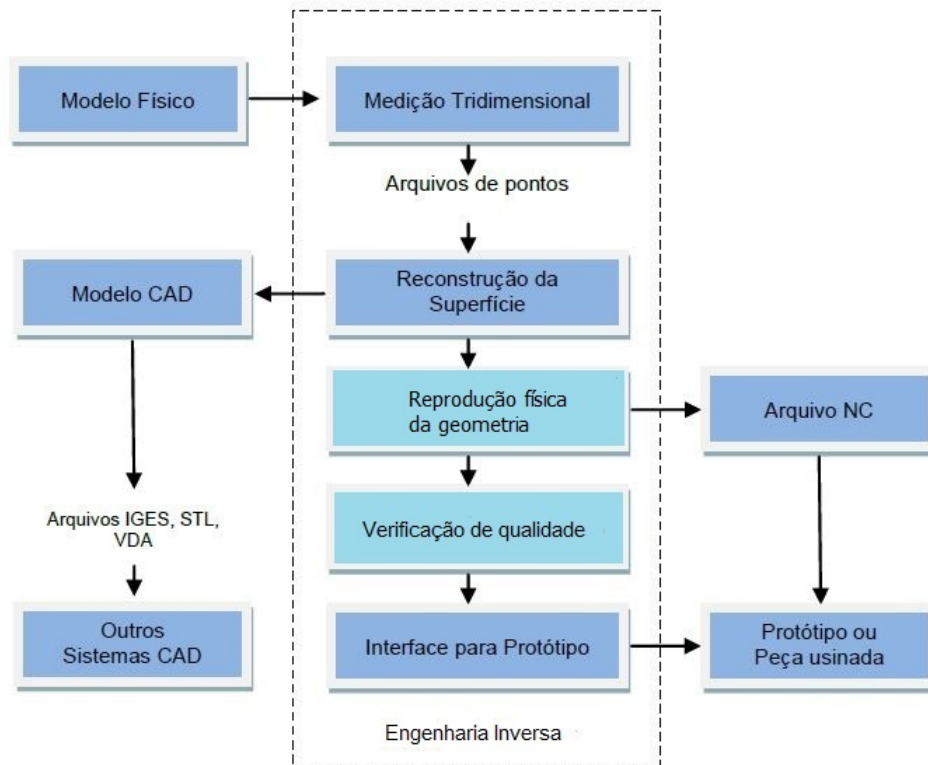 Modelo Físico
Medição Tridimensional
Arquivos de pontos
Modelo CAD
Reconstrução da
Superfície
Reprodução física
da geometria
Arquivo NC
Arquivos IGES, STL,
VDA
Verificação de qualidade
Outros
Sistemas CAD
Interface para Protótipo
Protótipo ou
Peça usinada
Engenharia Inversa